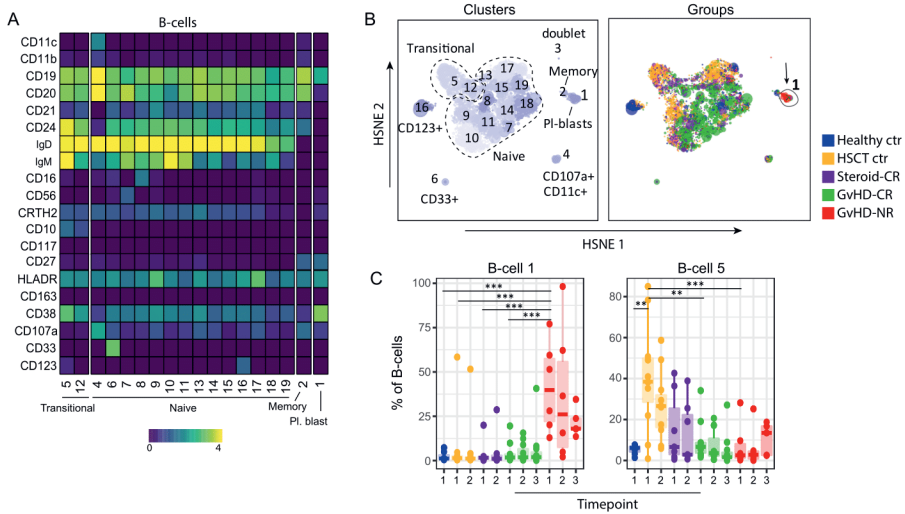 A
B-cells
CD11c
CD11b
CD19
CD20
CD21
CD24
IgD
IgM
CD16
CD56
CRTH2
CD10
CD117
CD27
HLADR
CD163
CD38
CD107a
CD33
CD123
5 12 4 6 7 8 9 10 11 13 14 15 16 17 18 19 2 1
Transitional Naive Memory
Pl. blast
0 4
B
Clusters
Groups
HSNE 2
Transitional
doublet
3
17
13
5
12
15 19
8
9
14 18
11
7
10
Naive
Memory
2 1
Pl-blasts
16
CD123+
4
CD107a+
CD11c+
6
CD33+
1
HSNE 1
Healthy ctr
HSCT ctr
Steroid-CR
GvHD-CR
GvHD-NR
C
B-cell 1
B-cell 5
% of B-cells
100
75
50
25
0
***
***
***
***
1 1 2 1 2 1 2 3 1 2 3
80
60
40
20
0
***
**
**
1 1 2 1 2 1 2 3 1 2 3
Timepoint